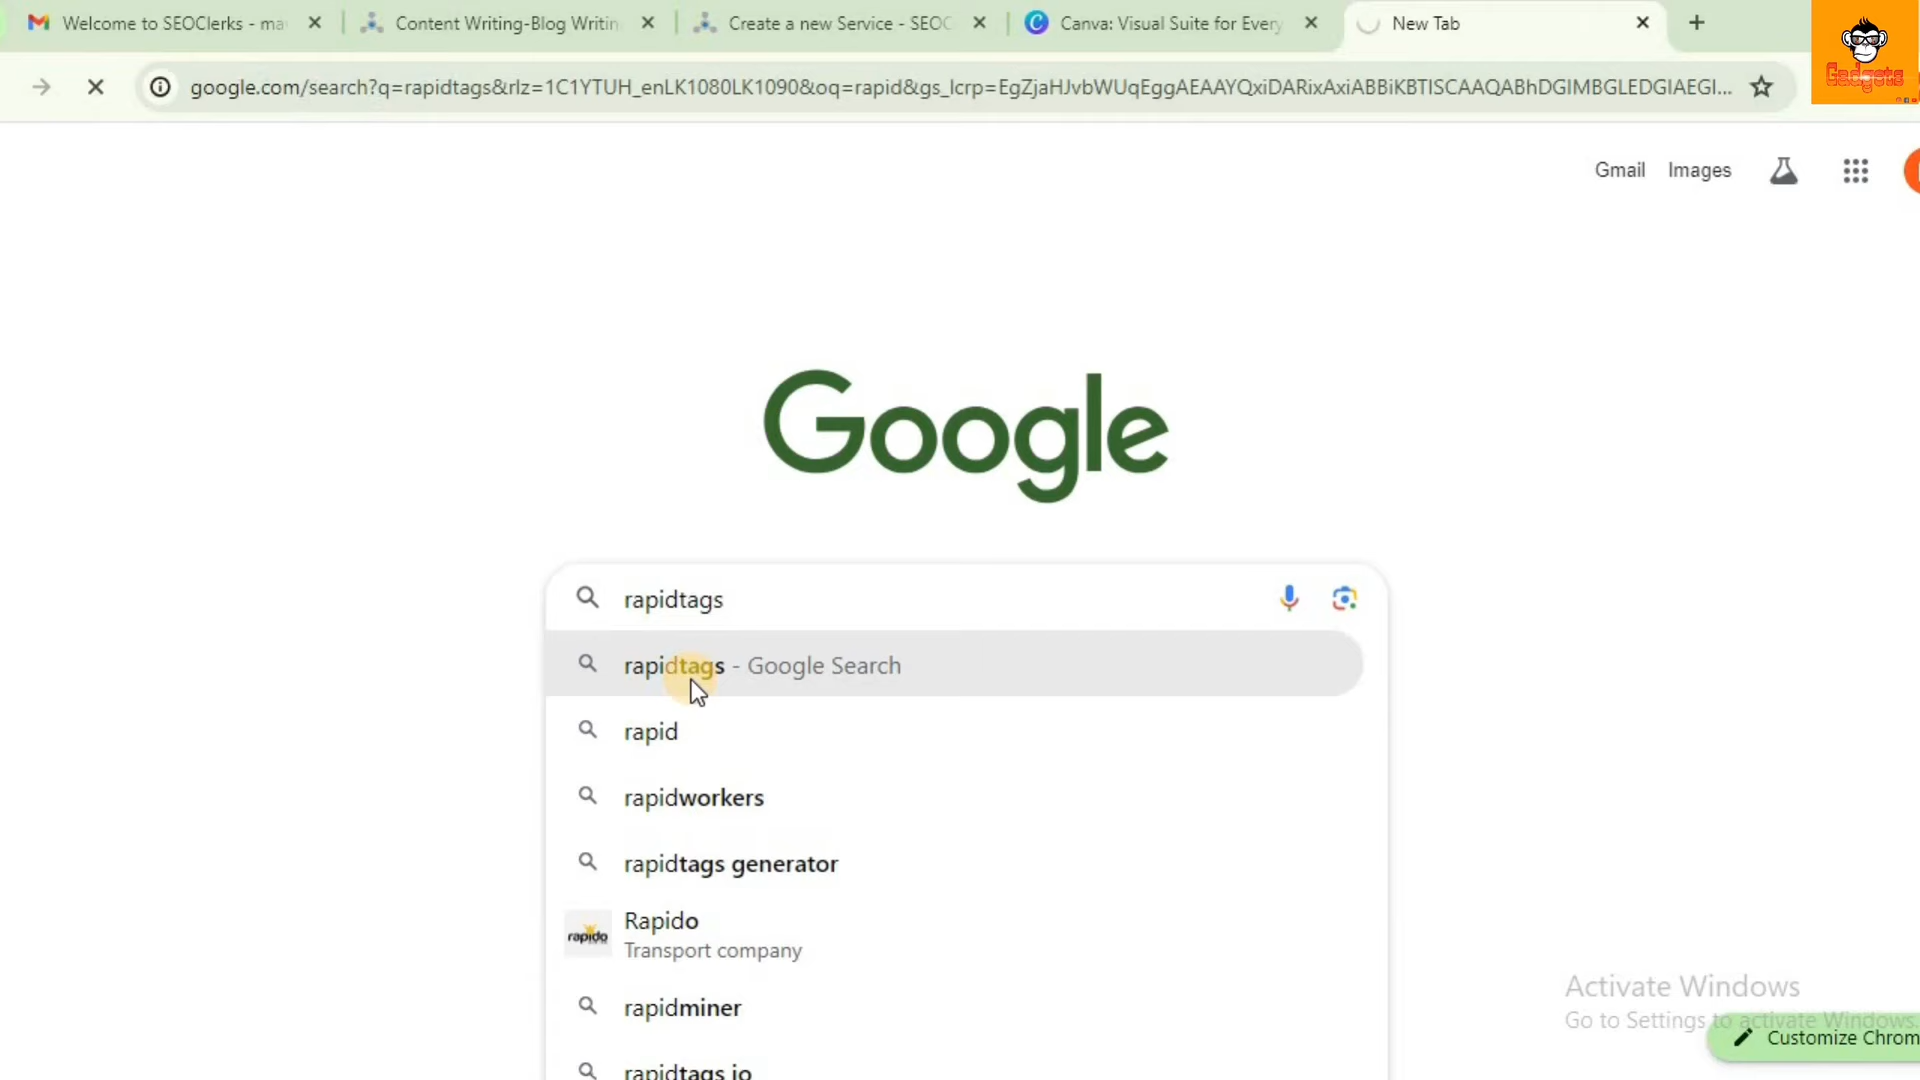 Welcome to SEOClerks - ma
Content Writing-Blog Writin
Create a new Service - SEOC
Canva: Visual Suite for Every
New Tab
google.com/search?q=rapidtags&rlz=1C1YTUH_enLK1080LK1090&oq=rapid&gs_lcrp=EgZjaHJvbWUqEggAEAAYQxiDARixAxiABBiKBTISCAAQABhDGIMBGLEDGIAEGI...
Gadgets
Gmail
Images
Google
rapidtags
rapidtags - Google Search
rapid
rapidworkers
rapidtags generator
rapido
Rapido
Transport company
rapidminer
rapidtags io
Activate Windows
Go to Settings to activate Windows.
Customize Chrom